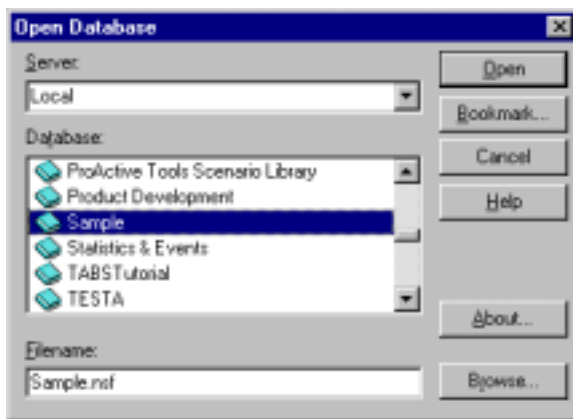 Open Database
Server:
Local
Database:
ProActive Tools Scenario Library
Product Development
Sample
Statistics & Events
TABSTutorial
TESTA
Filename:
Sample.nsf
Open
Bookmark...
Cancel
Help
About...
Browse...